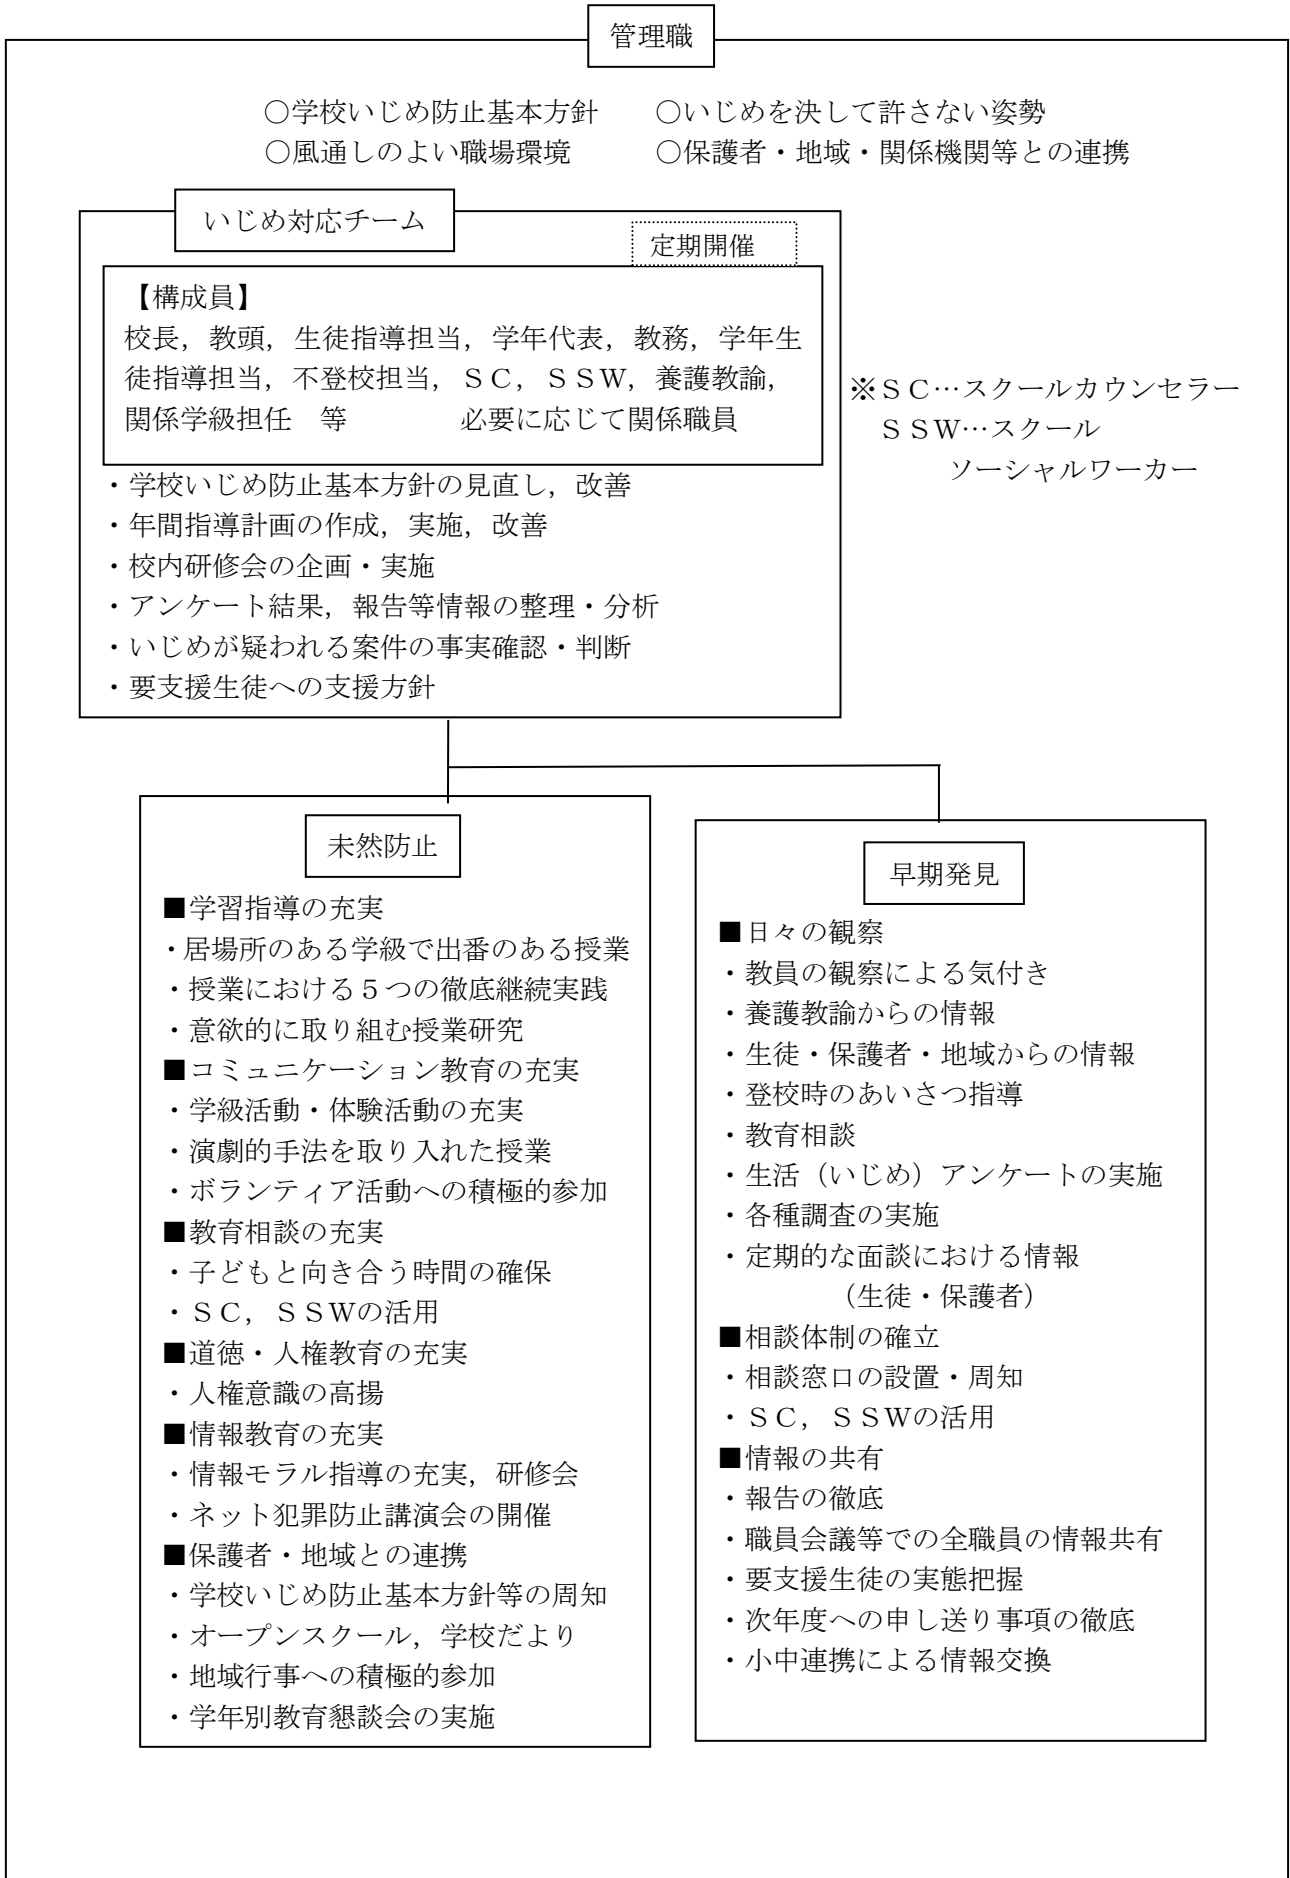 管理職
○学校いじめ防止基本方針　　○いじめを決して許さない姿勢
○風通しのよい職場環境　　　○保護者・地域・関係機関等との連携
いじめ対応チーム
定期開催
【構成員】
校長，教頭，生徒指導担当，学年代表，教務，学年生
徒指導担当，不登校担当，ＳＣ，ＳＳＷ，養護教諭，
関係学級担任　等　　　　必要に応じて関係職員
※ＳＣ…スクールカウンセラー
ＳＳＷ…スクール
ソーシャルワーカー
・学校いじめ防止基本方針の見直し，改善
・年間指導計画の作成，実施，改善
・校内研修会の企画・実施
・アンケート結果，報告等情報の整理・分析
・いじめが疑われる案件の事実確認・判断
・要支援生徒への支援方針
未然防止
■学習指導の充実
・居場所のある学級で出番のある授業
・授業における５つの徹底継続実践
・意欲的に取り組む授業研究
■コミュニケーション教育の充実
・学級活動・体験活動の充実
・演劇的手法を取り入れた授業
・ボランティア活動への積極的参加
■教育相談の充実
・子どもと向き合う時間の確保
・ＳＣ，ＳＳＷの活用
■道徳・人権教育の充実
・人権意識の高揚
■情報教育の充実
・情報モラル指導の充実，研修会
・ネット犯罪防止講演会の開催
■保護者・地域との連携
・学校いじめ防止基本方針等の周知
・オープンスクール，学校だより
・地域行事への積極的参加
・学年別教育懇談会の実施
早期発見
■日々の観察
・教員の観察による気付き
・養護教諭からの情報
・生徒・保護者・地域からの情報
・登校時のあいさつ指導
・教育相談
・生活（いじめ）アンケートの実施
・各種調査の実施
・定期的な面談における情報
（生徒・保護者）
■相談体制の確立
・相談窓口の設置・周知
・ＳＣ，ＳＳＷの活用
■情報の共有
・報告の徹底
・職員会議等での全職員の情報共有
・要支援生徒の実態把握
・次年度への申し送り事項の徹底
・小中連携による情報交換